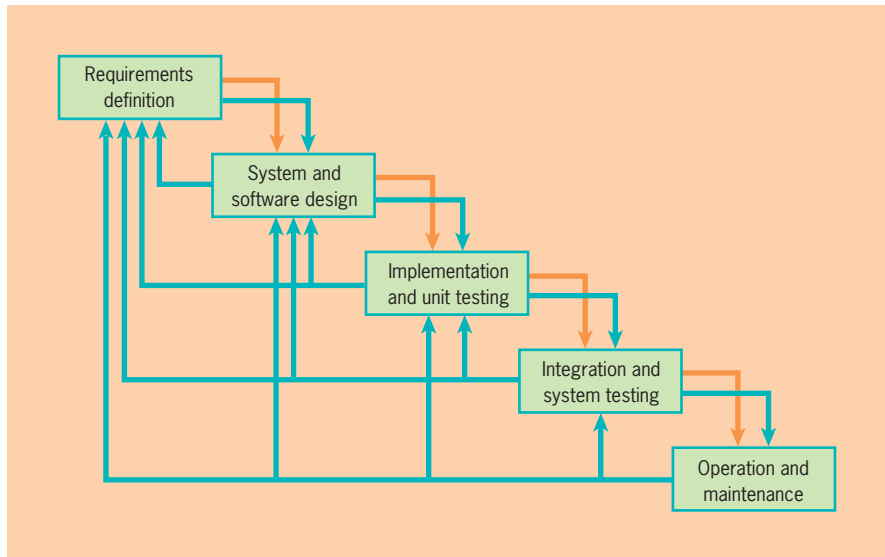 Requirements
definition
System and
software design
Implementation
and unit testing
Integration and
system testing
Operation and
maintenance